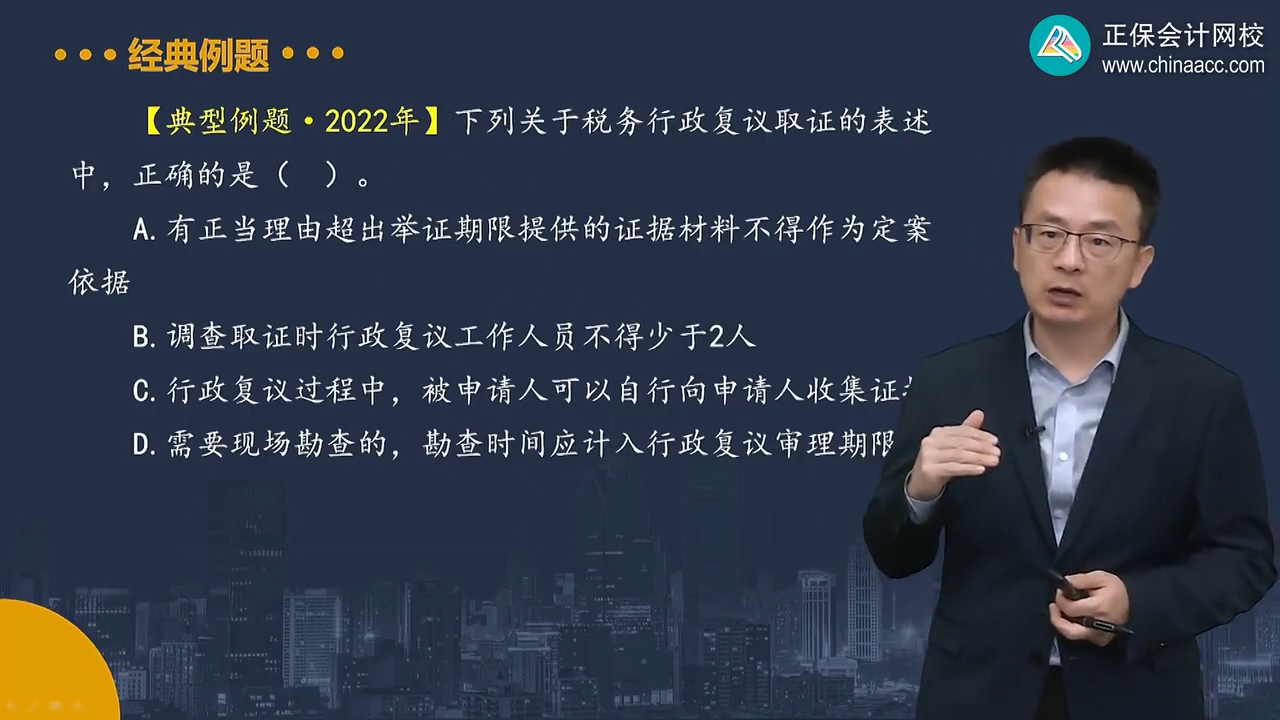 经典例题
正保会计网校
www.chinaacc.com
【典型例题·2022年】下列关于税务行政复议取证的表述
中，正确的是（　）。
A. 有正当理由超出举证期限提供的证据材料不得作为定案
依据
B. 调查取证时行政复议工作人员不得少于2人
C. 行政复议过程中，被申请人可以自行向申请人收集证
D. 需要现场勘查的，勘查时间应计入行政复议审理期限